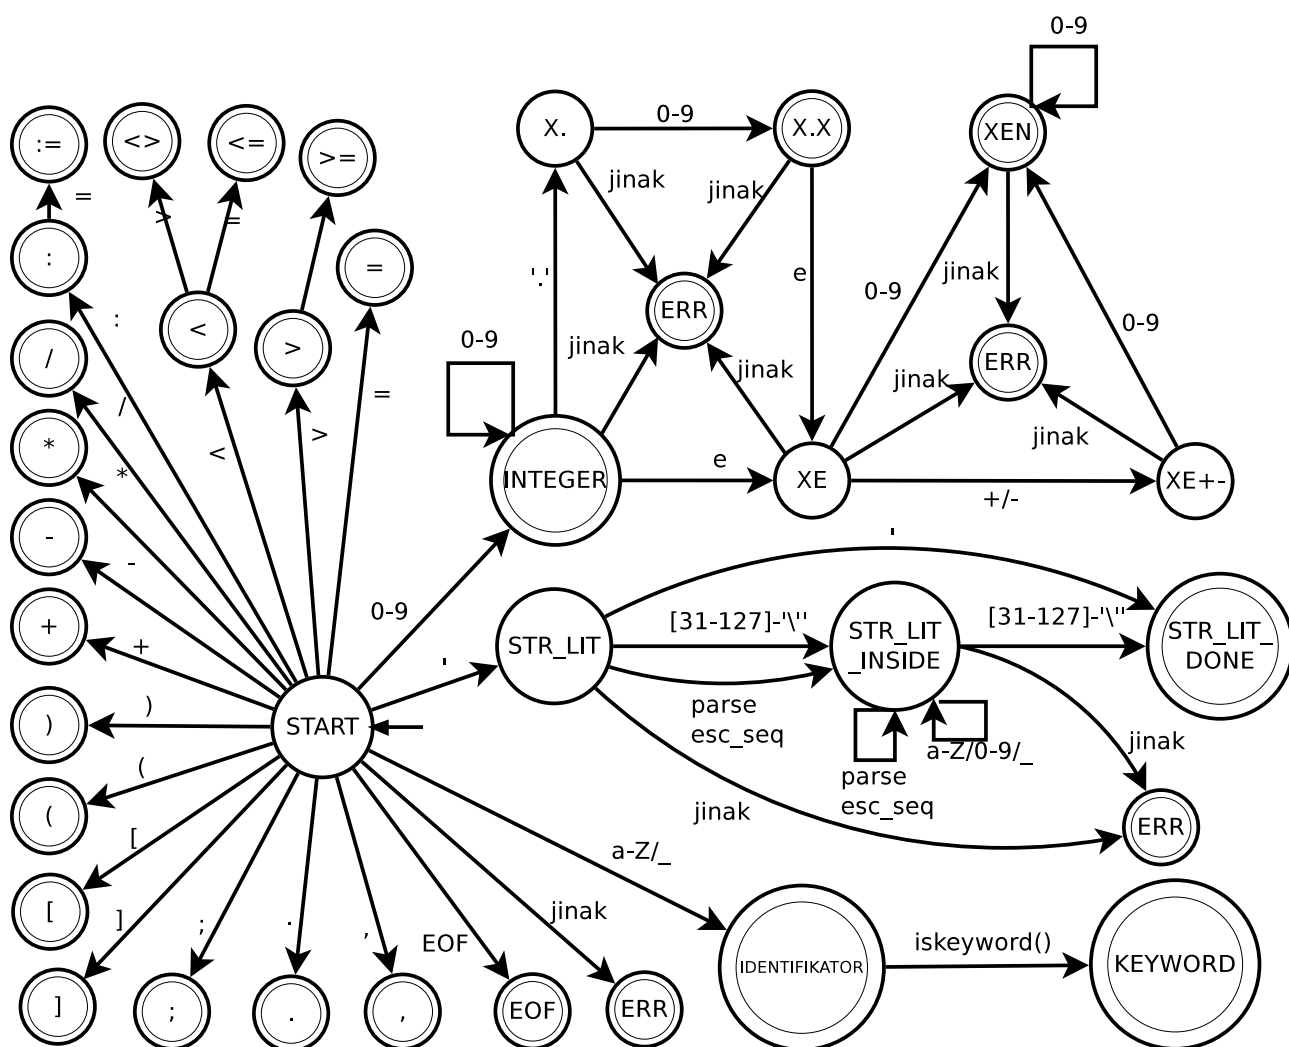 0-9
:=
<>
<=
>=
X.
0-9
X.X
XEN
=
>
=
jinak
jinak
:
=
'.'
e
jinak
0-9
:
<
>
ERR
0-9
/
jinak
jinak
jinak
ERR
0-9
/
=
*
<
>
jinak
*
INTEGER
e
XE
+/-
XE+-
-
-
'
0-9
+
+
'
STR_LIT
[31-127]-'\''
STR_LIT
_INSIDE
[31-127]-'\''
STR_LIT_
DONE
)
)
START
parse
esc_seq
a-Z/0-9/_
jinak
(
(
parse
esc_seq
jinak
ERR
[
[
]
;
.
,
EOF
jinak
a-Z/_
IDENTIFIKATOR
iskeyword()
KEYWORD
]
;
.
,
EOF
ERR